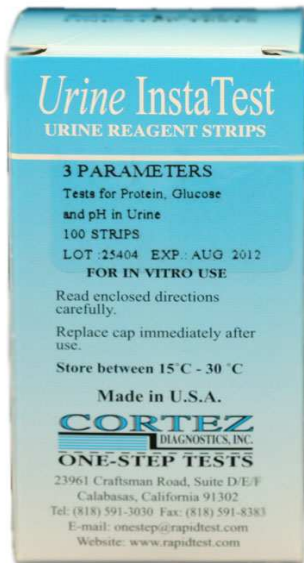 Urine InstaTest
URINE REAGENT STRIPS
3 PARAMETERS
Tests for Protein, Glucose
and pH in Urine
100 STRIPS
LOT :25404 EXP.: AUG 2012
FOR IN VITRO USE
Read enclosed directions
carefully.
Replace cap immediately after
use.
Store between 15°C - 30 °C
Made in U.S.A.
CORTEZ
DIAGNOSTICS, INC.
ONE-STEP TESTS
23961 Craftsman Road, Suite D/E/F
Calabasas, California 91302
Tel: (818) 591-3030 Fax: (818) 591-8383
E-mail: onestep@rapidtest.com
Website: www.rapidtest.com